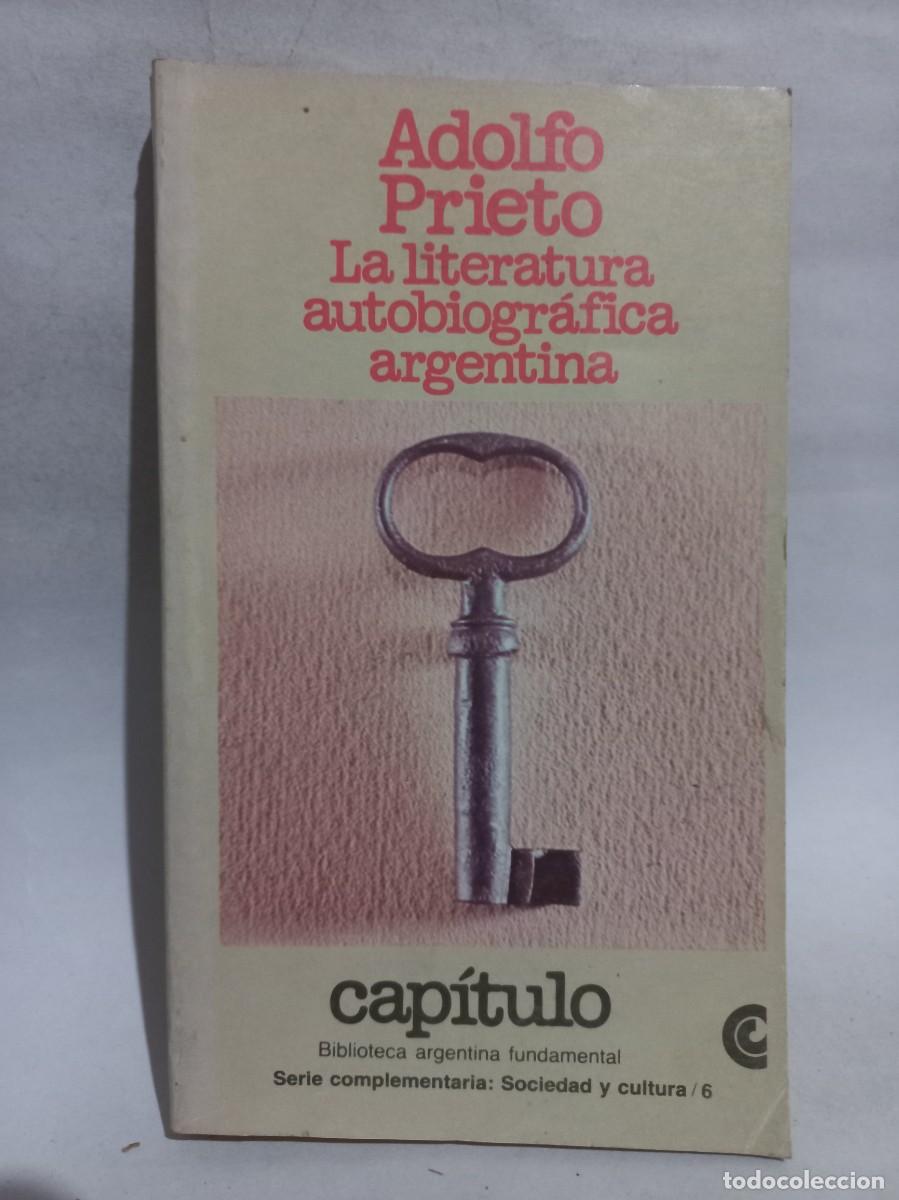 Adolfo
Prieto
La literatura
autobiográfica
argentina
capítulo
Biblioteca argentina fundamental
Serie complementaria: Sociedad y cultura / 6
todocoleccion